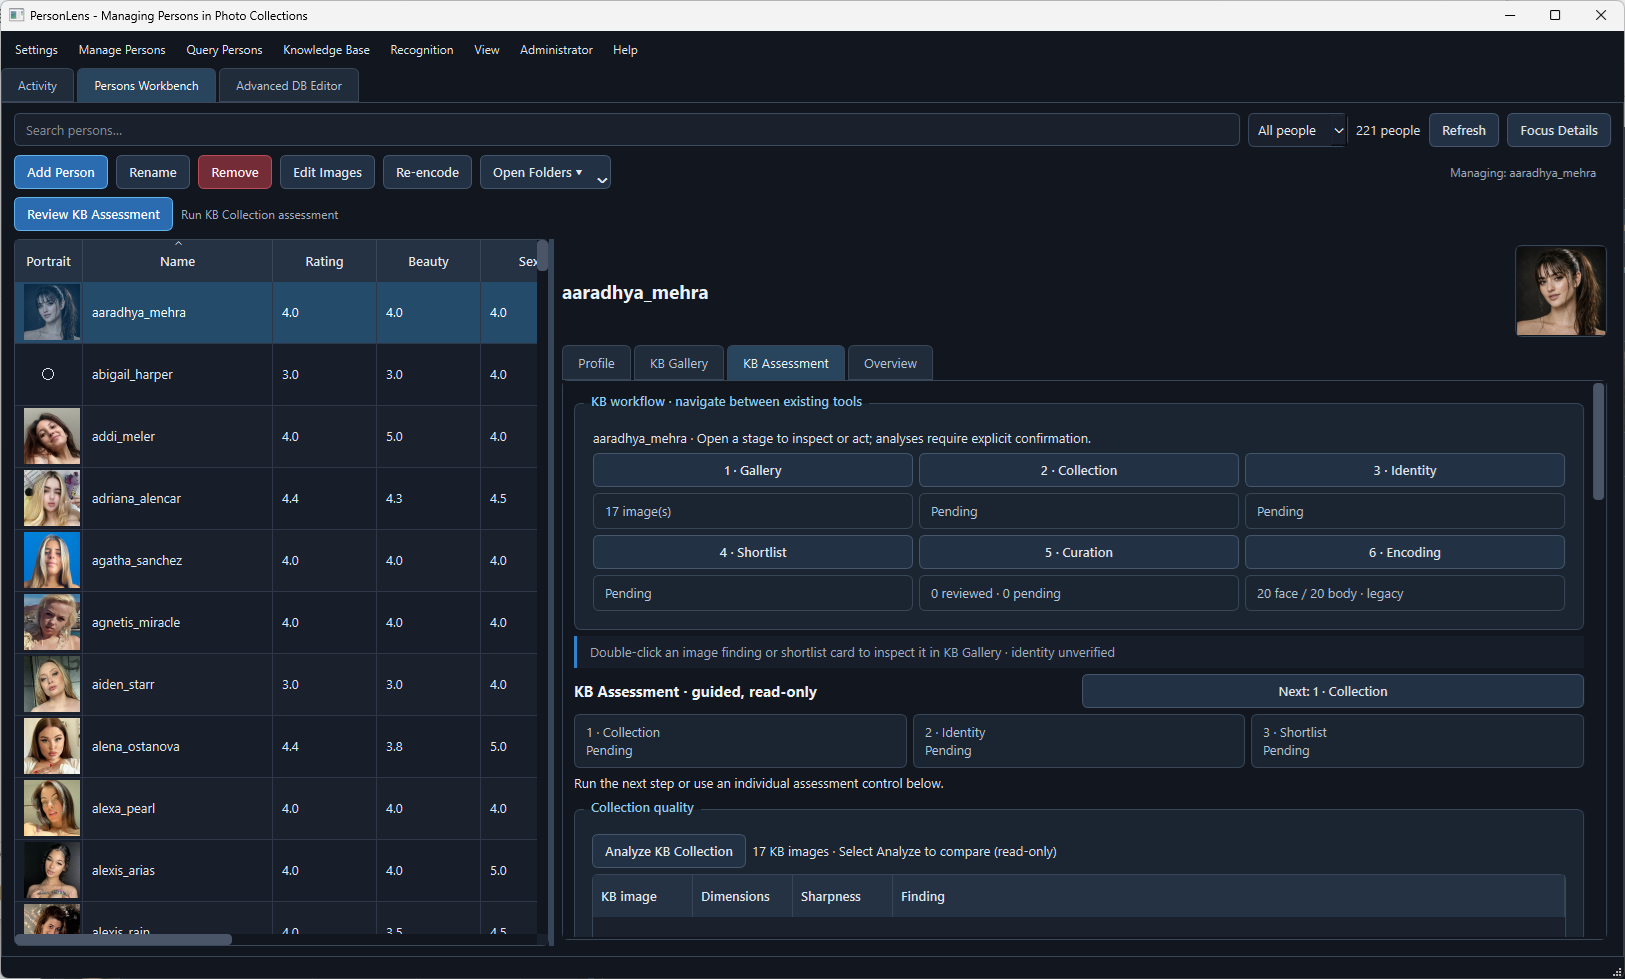 PersonLens - Managing Persons in Photo Collections
Settings Manage Persons Query Persons Knowledge Base Recognition View Administrator Help
Activity Persons Workbench Advanced DB Editor
Search persons... All people 221 people Refresh Focus Details
Add Person Rename Remove Edit Images Re-encode Open Folders ▾ Managing: aaradhya_mehra
Review KB Assessment Run KB Collection assessment
Portrait Name Rating Beauty Sex
aaradhya_mehra 4.0 4.0 4.0
abigail_harper 3.0 3.0 4.0
addi_meler 4.0 5.0 4.0
adriana_alencar 4.4 4.3 4.5
agatha_sanchez 4.0 4.0 4.0
agnetis_miracle 4.0 4.0 4.0
aiden_starr 3.0 3.0 4.0
alena_ostanova 4.4 3.8 5.0
alexa_pearl 4.0 4.0 4.0
alexis_arias 4.0 4.0 5.0
alexis_rain 4.0 3.5 4.5
aaradhya_mehra
Profile KB Gallery KB Assessment Overview
KB workflow · navigate between existing tools
aaradhya_mehra · Open a stage to inspect or act; analyses require explicit confirmation.
1 · Gallery 2 · Collection 3 · Identity
17 image(s) Pending Pending
4 · Shortlist 5 · Curation 6 · Encoding
Pending 0 reviewed · 0 pending 20 face / 20 body · legacy
Double-click an image finding or shortlist card to inspect it in KB Gallery · identity unverified
KB Assessment · guided, read-only Next: 1 · Collection
1 · Collection 2 · Identity 3 · Shortlist
Pending Pending Pending
Run the next step or use an individual assessment control below.
Collection quality
Analyze KB Collection 17 KB images · Select Analyze to compare (read-only)
KB image Dimensions Sharpness Finding